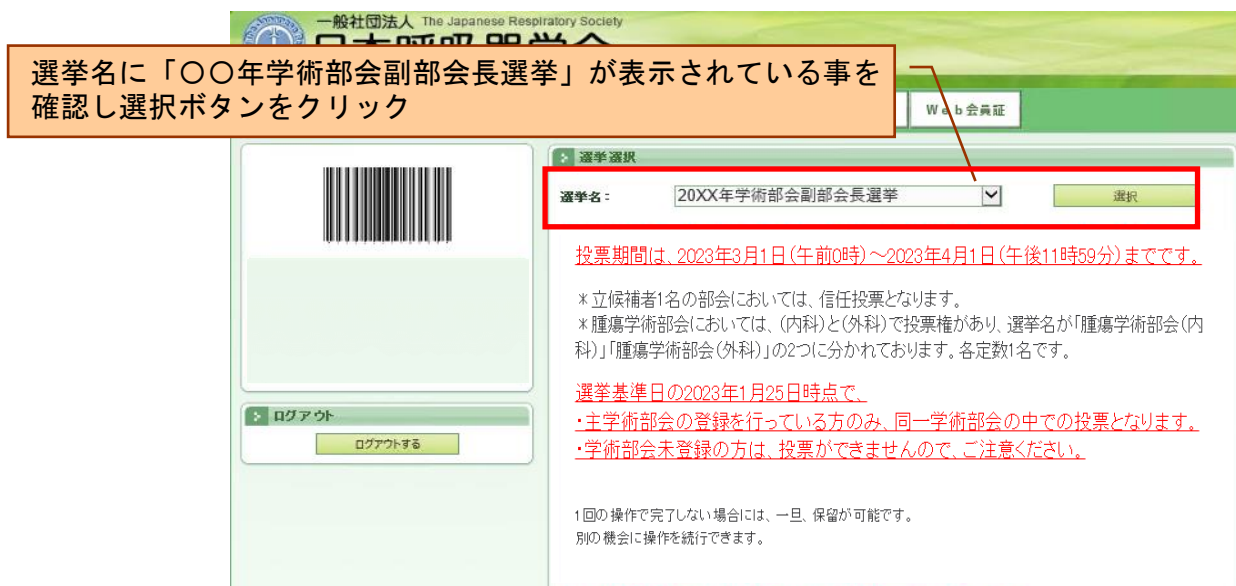 一般社団法人 The Japanese Respiratory Society
選挙名に「〇〇年学術部会副部会長選挙」が表示されている事を
確認し選択ボタンをクリック
Web会員証
選挙選択
選挙名：
20XX年学術部会副部会長選挙
選択
投票期間は、2023年3月1日(午前0時)～2023年4月1日(午後11時59分)までです。
＊立候補者1名の部会においては、信任投票となります。
＊腫瘍学術部会においては、(内科)と(外科)で投票権があり、選挙名が「腫瘍学術部会(内
科)」「腫瘍学術部会(外科)」の2つに分かれております。各定数1名です。
選挙基準日の2023年1月25日時点で、
・主学術部会の登録を行っている方のみ、同一学術部会の中での投票となります。
・学術部会未登録の方は、投票ができませんので、ご注意ください。
ログアウト
ログアウトする
1回の操作で完了しない場合には、一旦、保留が可能です。
別の機会に操作を続行できます。